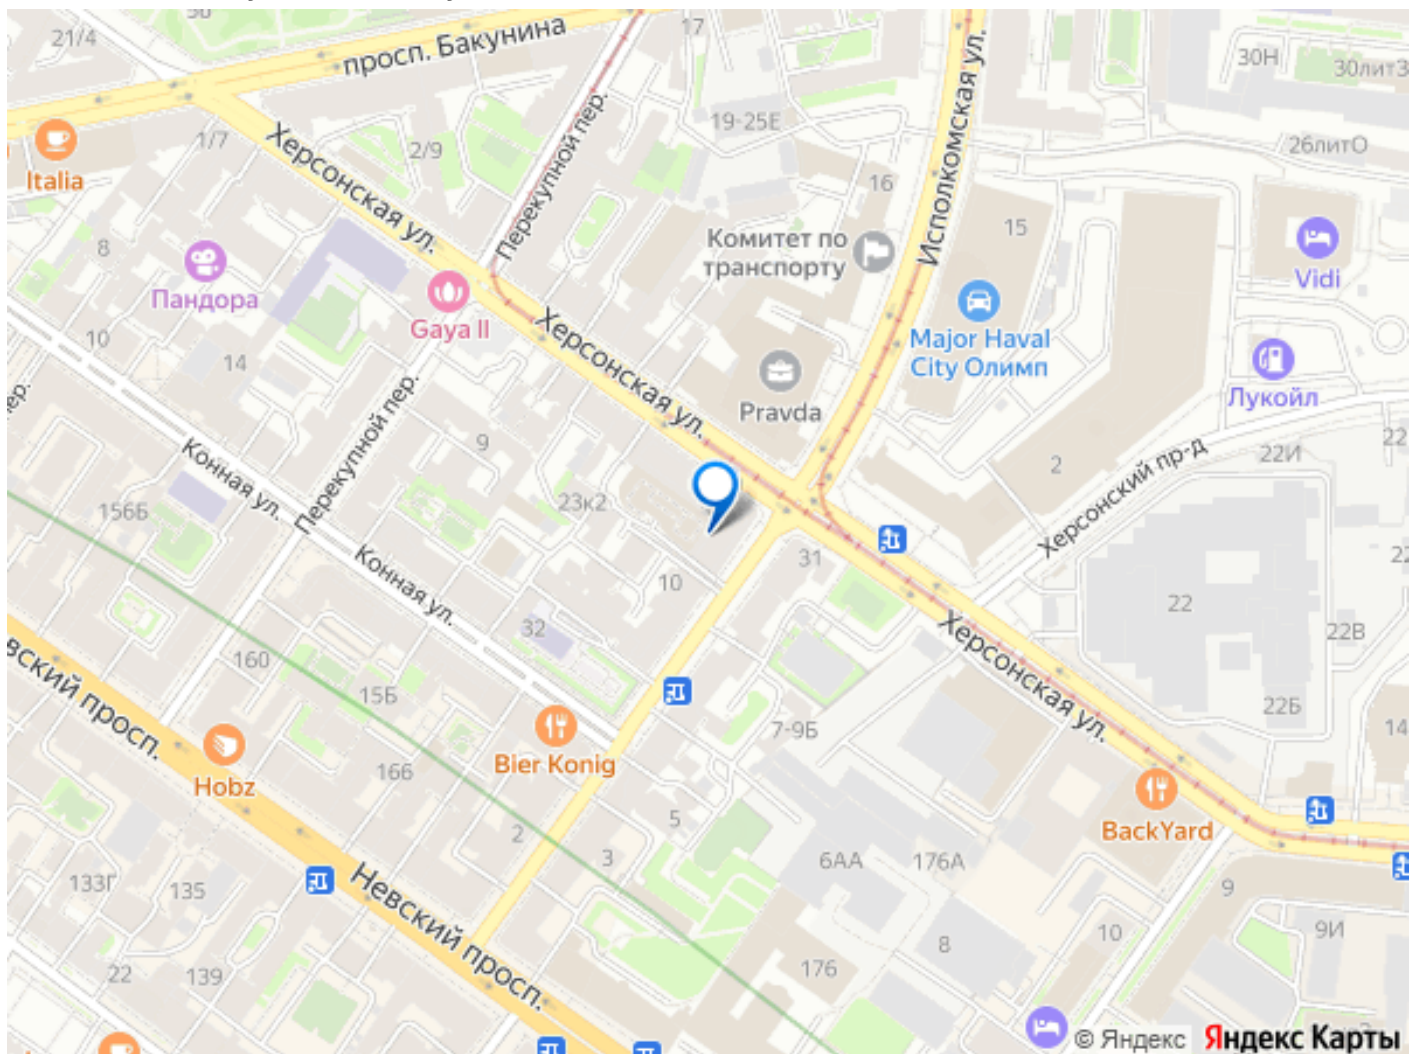 56
17
21/4
просп. Бакунина
Исполкомская ул.
30Н
30литЗ
19-25Е
Перекупной пер.
1/7
Херсонская ул.
2/9
26литО
Italia
16
15
8
Пандора
Комитет по
транспорту
Vidi
Gaya II
10
14
Херсонская ул.
Major Haval
City Олимп
Pravda
Лукойл
пер.
Перекупной пер.
9
2
22И
22
Конная ул.
Херсонский пр-д
156Б
23к2
Конная ул.
10
31
22
32
22В
Херсонская ул.
160
15Б
Невский просп.
7-9Б
22Б
14
166
Bier Konig
Hobz
BackYard
2
5
3
6АА
176А
133Г
135
Невский просп.
9
9И
10
8
22
139
176
© Яндекс Яндекс Карты